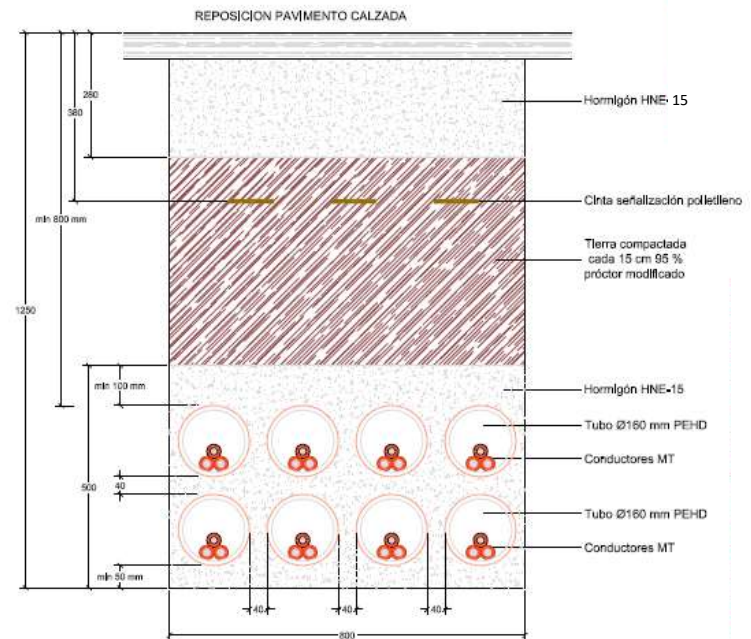 REPOSICION PAVIMENTO CALZADA
280
380
Hormigón HNE-15
Cinta señalización polietileno
min 800 mm
Tierra compactada
cada 15 cm 95 %
próctor modificado
1250
min 100 mm
Hormigón HNE-15
Tubo Ø160 mm PEHD
Conductores MT
40
500
Tubo Ø160 mm PEHD
Conductores MT
min 50 mm
40
40
40
800